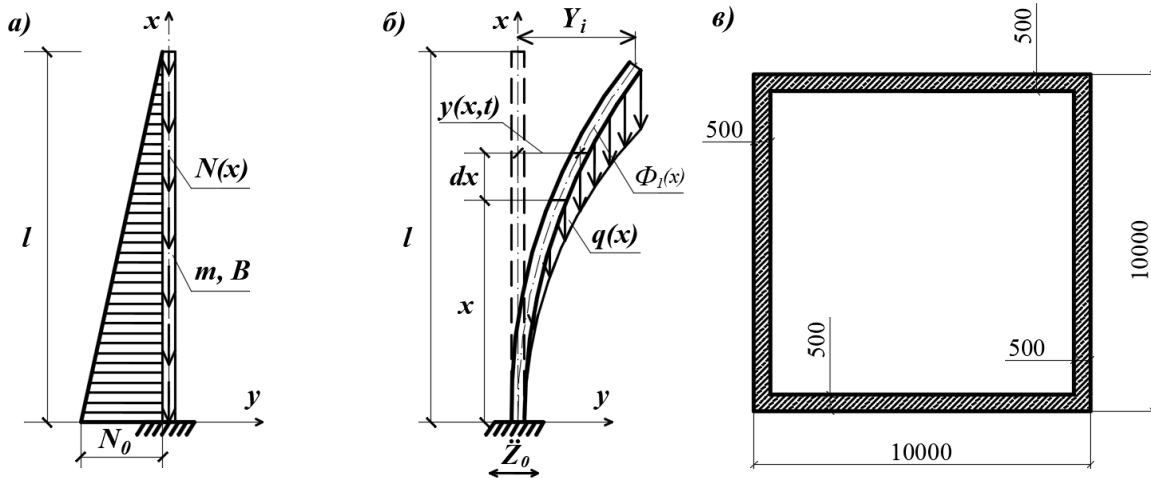 а)
x
N(x)
l
m, B
y
N₀
б)
x
Yᵢ
y(x,t)
dx
Φ₁(x)
l
q(x)
x
y
Z̈₀
в)
500
500
10000
500
500
10000